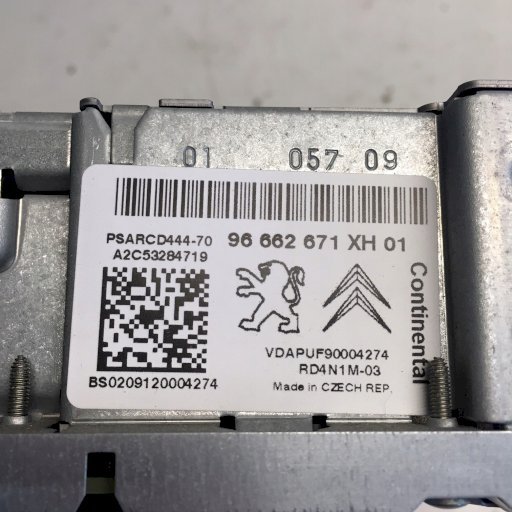 01 057 09
PSARCD444-70 96 662 671 XH 01
A2C53284719
Continental
VDAPUF90004274
RD4N1M-03
BS0209120004274
Made in CZECH REP.